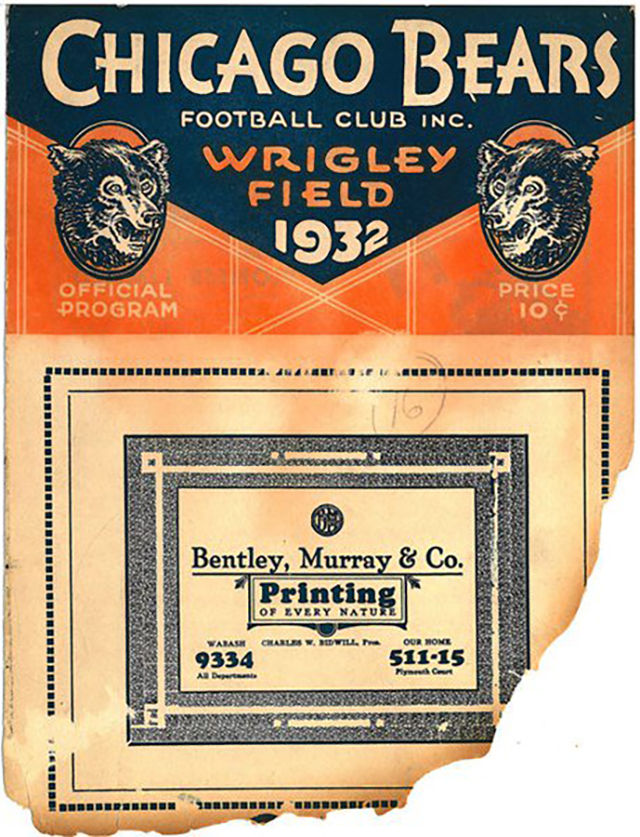 CHICAGO BEARS
FOOTBALL CLUB INC.
WRIGLEY
FIELD
1932
OFFICIAL
PROGRAM
PRICE
10¢
16
Bentley, Murray & Co.
Printing
OF EVERY NATURE
WABASH
9334
All Departments
CHARLES W. BIDWILL, Pres.
OUR HOME
511-15
Plymouth Court